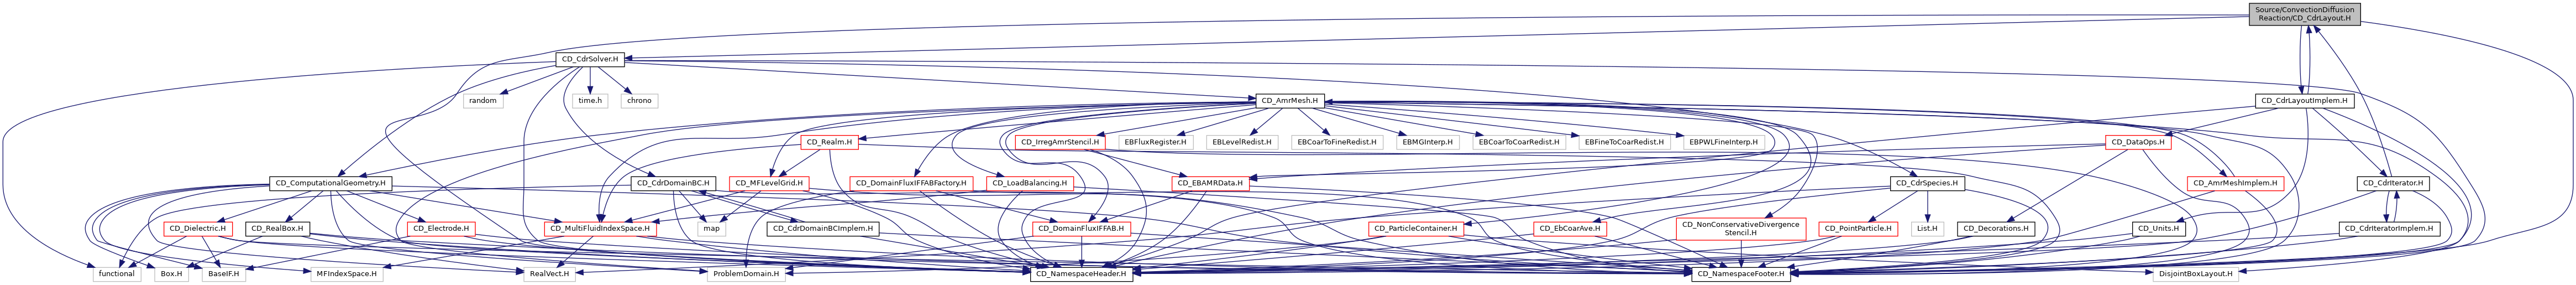 Source/ConvectionDiffusion
Reaction/CD_CdrLayout.H
CD_CdrSolver.H
random
time.h
chrono
CD_AmrMesh.H
CD_CdrLayoutImplem.H
CD_Realm.H
CD_IrregAmrStencil.H
EBFluxRegister.H
EBLevelRedist.H
EBCoarToFineRedist.H
EBMGInterp.H
EBCoarToCoarRedist.H
EBFineToCoarRedist.H
EBPWLFineInterp.H
CD_DataOps.H
CD_ComputationalGeometry.H
CD_CdrDomainBC.H
CD_MFLevelGrid.H
CD_DomainFluxIFFABFactory.H
CD_LoadBalancing.H
CD_EBAMRData.H
CD_CdrSpecies.H
CD_AmrMeshImplem.H
CD_CdrIterator.H
CD_Dielectric.H
CD_RealBox.H
CD_Electrode.H
CD_MultiFluidIndexSpace.H
map
CD_CdrDomainBCImplem.H
CD_DomainFluxIFFAB.H
CD_ParticleContainer.H
CD_EbCoarAve.H
CD_NonConservativeDivergence
Stencil.H
CD_PointParticle.H
List.H
CD_Decorations.H
CD_Units.H
CD_CdrIteratorImplem.H
functional
Box.H
BaseIF.H
MFIndexSpace.H
RealVect.H
ProblemDomain.H
CD_NamespaceHeader.H
CD_NamespaceFooter.H
DisjointBoxLayout.H